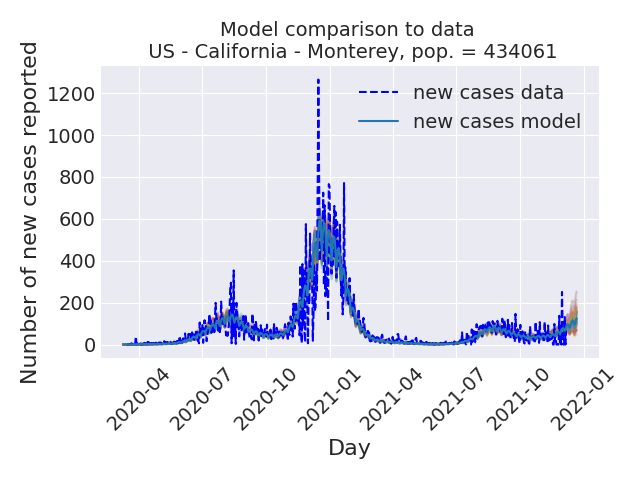 Model comparison to data
US - California - Monterey, pop. = 434061
Number of new cases reported
1200
1000
800
600
400
200
0
new cases data
new cases model
2020-04
2020-07
2020-10
2021-01
2021-04
2021-07
2021-10
2022-01
Day